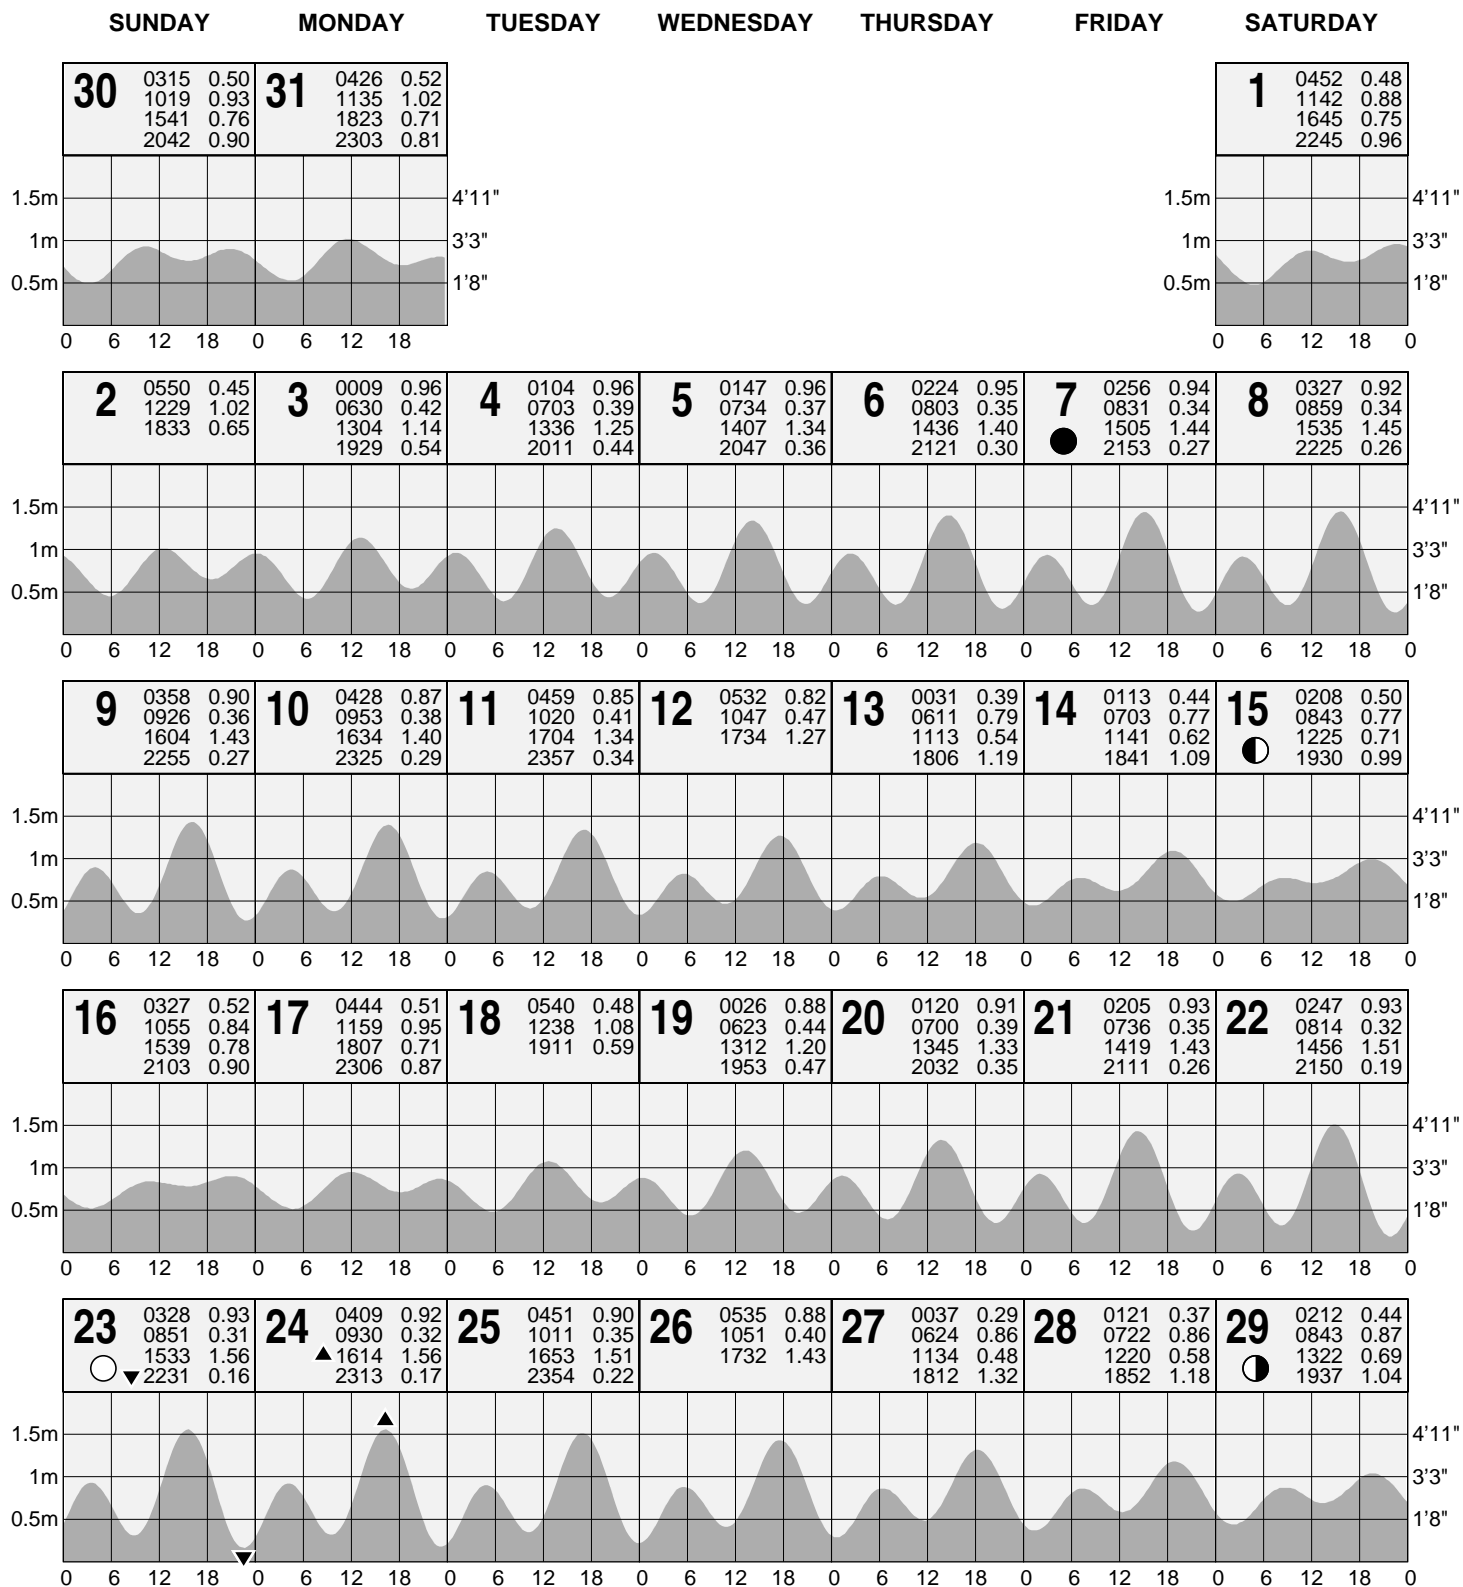 SUNDAY MONDAY TUESDAY WEDNESDAY THURSDAY FRIDAY SATURDAY
30 0315 0.50 31 0426 0.52 1 0452 0.48
1019 0.93 1135 1.02 1142 0.88
1541 0.76 1823 0.71 1645 0.75
2042 0.90 2303 0.81 2245 0.96
1.5m 4'11" 1.5m 4'11"
1m 3'3" 1m 3'3"
0.5m 1'8" 0.5m 1'8"
0 6 12 18 0 6 12 18 0 6 12 18 0
2 0550 0.45 3 0009 0.96 4 0104 0.96 5 0147 0.96 6 0224 0.95 7 0256 0.94 8 0327 0.92
1229 1.02 0630 0.42 0703 0.39 0734 0.37 0803 0.35 0831 0.34 0859 0.34
1833 0.65 1304 1.14 1336 1.25 1407 1.34 1436 1.40 1505 1.44 1535 1.45
1929 0.54 2011 0.44 2047 0.36 2121 0.30 2153 0.27 2225 0.26
1.5m 4'11"
1m 3'3"
0.5m 1'8"
0 6 12 18 0 6 12 18 0 6 12 18 0 6 12 18 0 6 12 18 0 6 12 18 0 6 12 18 0
9 0358 0.90 10 0428 0.87 11 0459 0.85 12 0532 0.82 13 0031 0.39 14 0113 0.44 15 0208 0.50
0926 0.36 0953 0.38 1020 0.41 1047 0.47 0611 0.79 0703 0.77 0843 0.77
1604 1.43 1634 1.40 1704 1.34 1734 1.27 1113 0.54 1141 0.62 1225 0.71
2255 0.27 2325 0.29 2357 0.34 1806 1.19 1841 1.09 1930 0.99
1.5m 4'11"
1m 3'3"
0.5m 1'8"
0 6 12 18 0 6 12 18 0 6 12 18 0 6 12 18 0 6 12 18 0 6 12 18 0 6 12 18 0
16 0327 0.52 17 0444 0.51 18 0540 0.48 19 0026 0.88 20 0120 0.91 21 0205 0.93 22 0247 0.93
1055 0.84 1159 0.95 1238 1.08 0623 0.44 0700 0.39 0736 0.35 0814 0.32
1539 0.78 1807 0.71 1911 0.59 1312 1.20 1345 1.33 1419 1.43 1456 1.51
2103 0.90 2306 0.87 1953 0.47 2032 0.35 2111 0.26 2150 0.19
1.5m 4'11"
1m 3'3"
0.5m 1'8"
0 6 12 18 0 6 12 18 0 6 12 18 0 6 12 18 0 6 12 18 0 6 12 18 0 6 12 18 0
23 0328 0.93 24 0409 0.92 25 0451 0.90 26 0535 0.88 27 0037 0.29 28 0121 0.37 29 0212 0.44
0851 0.31 0930 0.32 1011 0.35 1051 0.40 0624 0.86 0722 0.86 0843 0.87
1533 1.56 1614 1.56 1653 1.51 1732 1.43 1134 0.48 1220 0.58 1322 0.69
2231 0.16 2313 0.17 2354 0.22 1812 1.32 1852 1.18 1937 1.04
1.5m 4'11"
1m 3'3"
0.5m 1'8"
0 6 12 18 0 6 12 18 0 6 12 18 0 6 12 18 0 6 12 18 0 6 12 18 0 6 12 18 0